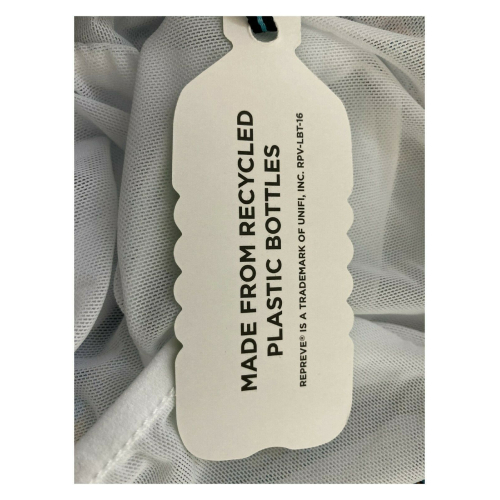 MADE FROM RECYCLED
PLASTIC BOTTLES
REPREVE® IS A TRADEMARK OF UNIFI, INC. RPV-LBT-16